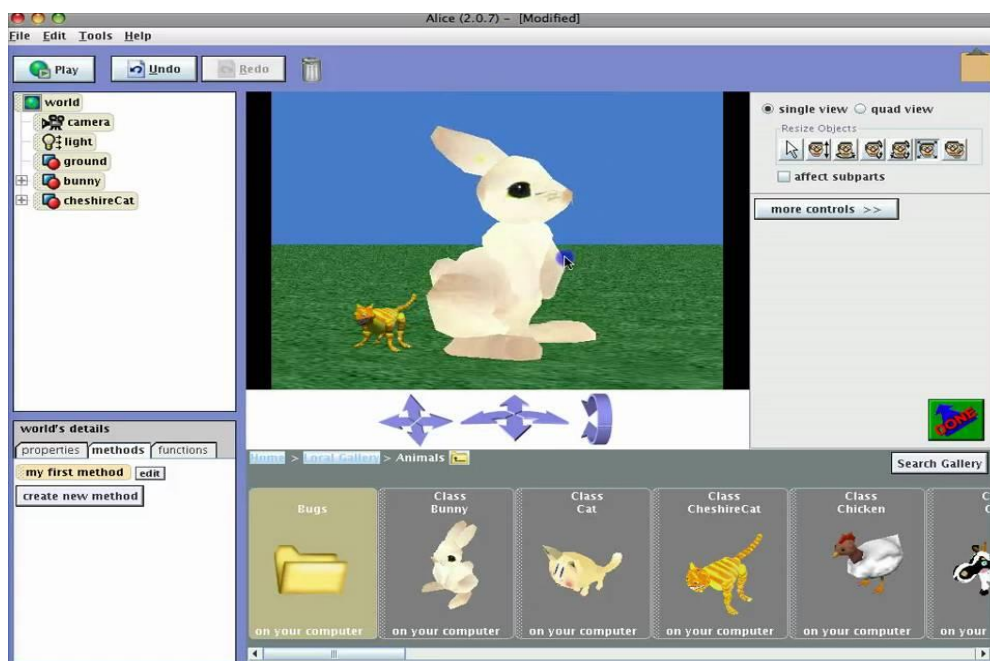 Alice (2.0.7) - [Modified]
File Edit Tools Help
Play Undo Redo
world
camera
light
ground
bunny
cheshireCat
single view quad view
Resize Objects
affect subparts
more controls >>
DONE
world's details
properties methods functions
my first method edit
create new method
Home > Local Gallery > Animals
Search Gallery
Bugs
on your computer
Class
Bunny
on your computer
Class
Cat
on your computer
Class
CheshireCat
on your computer
Class
Chicken
on your computer
on your